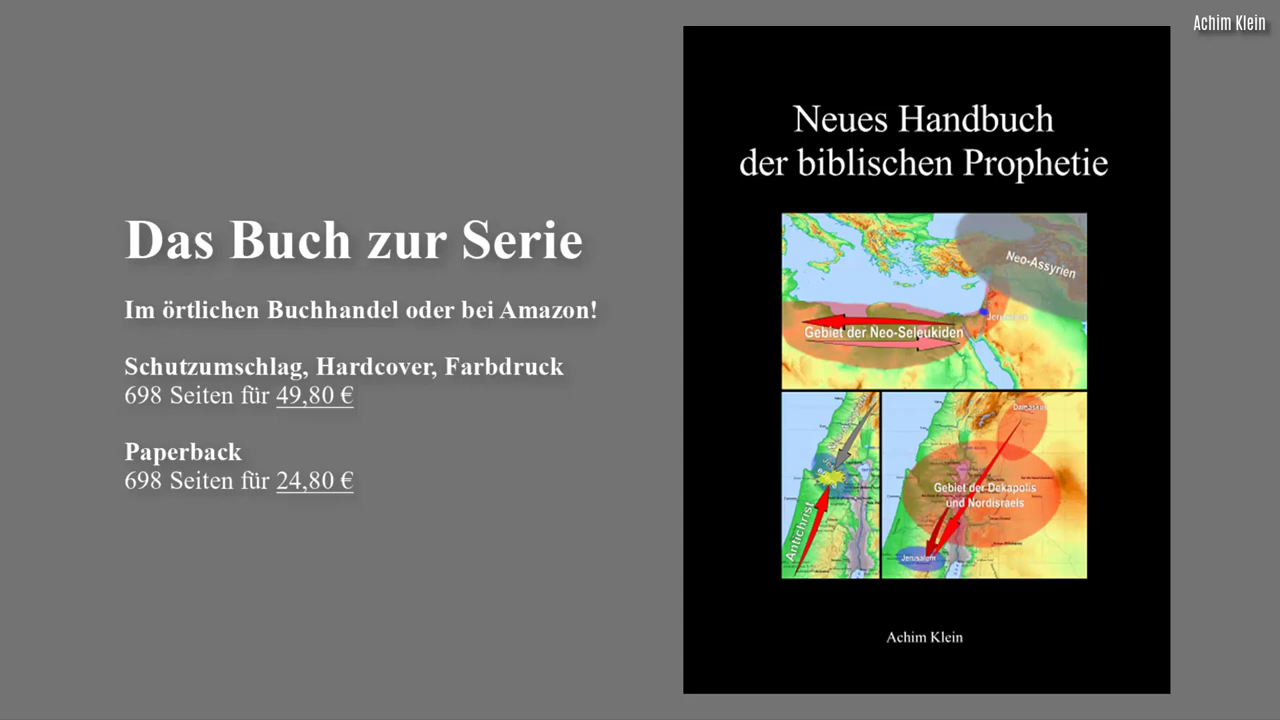 Achim Klein
Das Buch zur Serie
Im örtlichen Buchhandel oder bei Amazon!
Schutzumschlag, Hardcover, Farbdruck
698 Seiten für 49,80 €
Paperback
698 Seiten für 24,80 €
Neues Handbuch
der biblischen Prophetie
Neo-Assyrien
Jerusalem
Gebiet der Neo-Seleukiden
Antichrist
Damaskus
Gebiet der Dekapolis
und Nordisraels
Jerusalem
Achim Klein